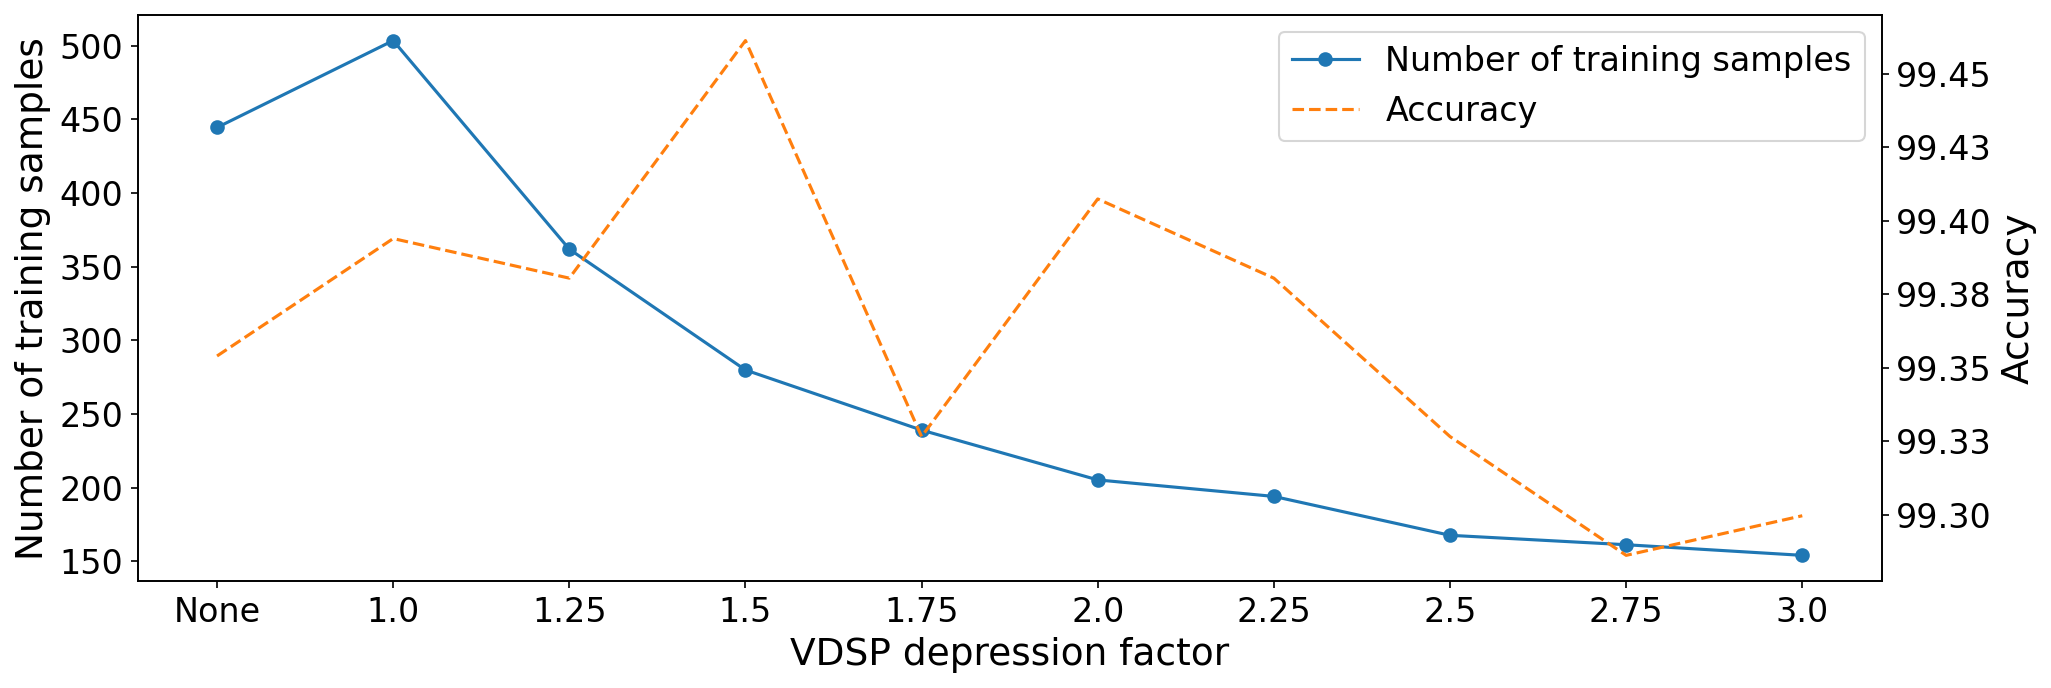 Number of training samples
500
450
400
350
300
250
200
150
Number of training samples
Accuracy
99.45
99.43
99.40
99.38
99.35
99.33
99.30
Accuracy
None 1.0 1.25 1.5 1.75 2.0 2.25 2.5 2.75 3.0
VDSP depression factor